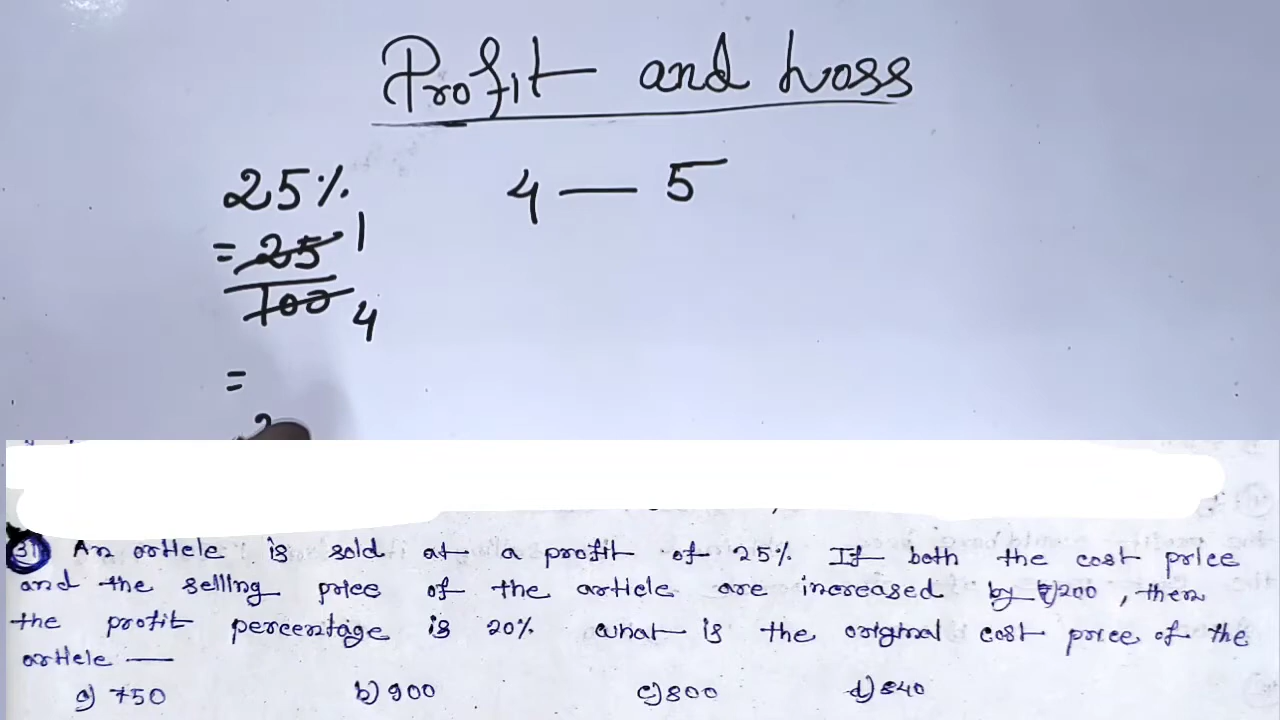 Profit and Loss
25%
4 — 5
= 25 1
100 4
=
31 An article is sold at a profit of 25% If both the cost price
and the selling price of the article are increased by ₹200, then
the profit percentage is 20% what is the original cost price of the
article —
a) 750 b) 900 c) 800 d) 840